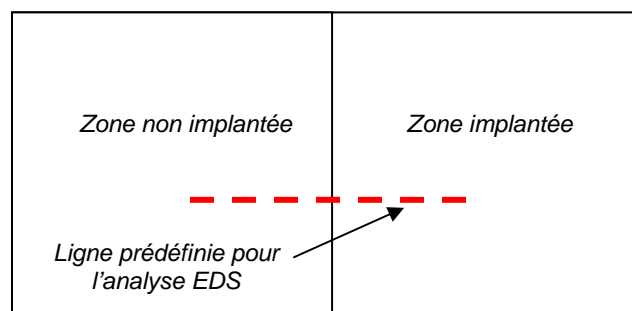 Zone non implantée
Zone implantée
Ligne prédéfinie pour
l'analyse EDS